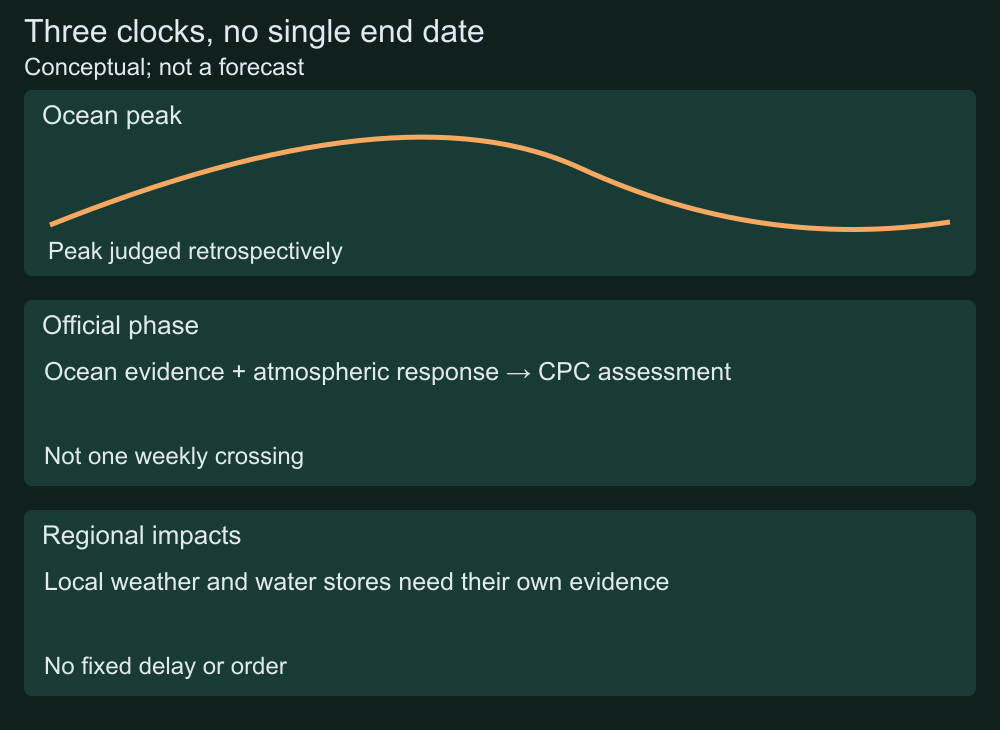 Three clocks, no single end date
Conceptual; not a forecast
Ocean peak
Peak judged retrospectively
Official phase
Ocean evidence + atmospheric response → CPC assessment
Not one weekly crossing
Regional impacts
Local weather and water stores need their own evidence
No fixed delay or order